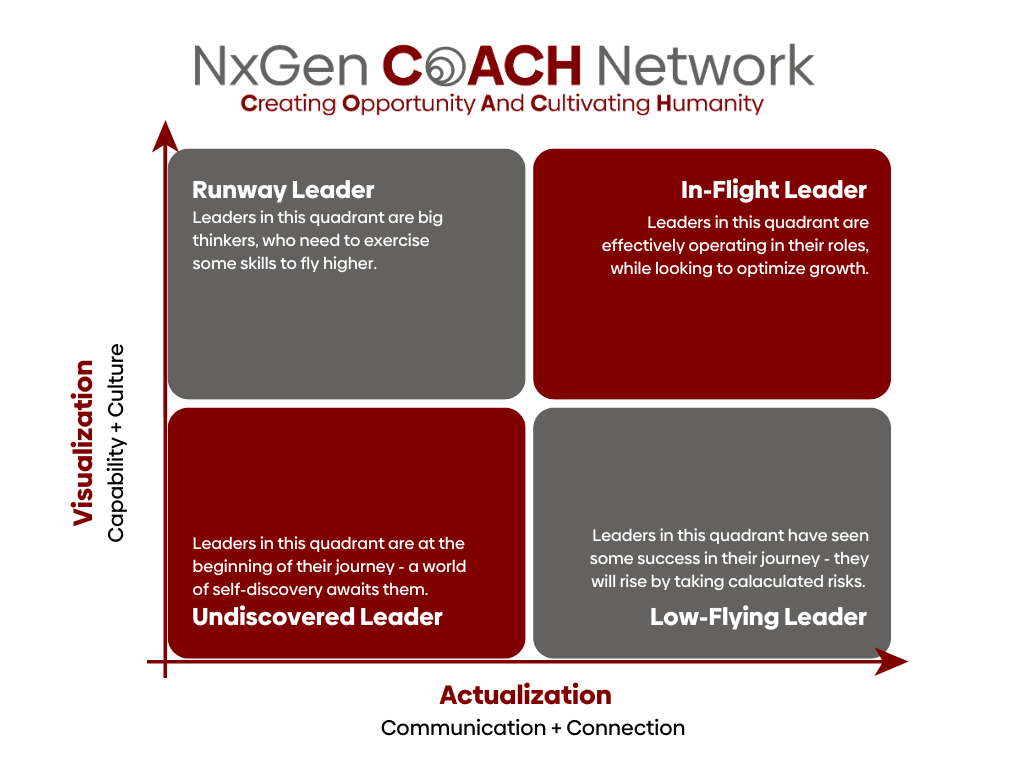 NxGen COACH Network
Creating Opportunity And Cultivating Humanity
Runway Leader
Leaders in this quadrant are big
thinkers, who need to exercise
some skills to fly higher.
In-Flight Leader
Leaders in this quadrant are
effectively operating in their roles,
while looking to optimize growth.
Visualization
Capability + Culture
Leaders in this quadrant are at the
beginning of their journey - a world
of self-discovery awaits them.
Undiscovered Leader
Leaders in this quadrant have seen
some success in their journey - they
will rise by taking calaculated risks.
Low-Flying Leader
Actualization
Communication + Connection